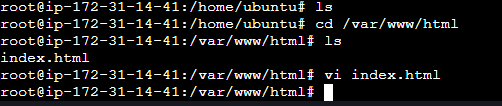 root@ip-172-31-14-41:/home/ubuntu# ls
root@ip-172-31-14-41:/home/ubuntu# cd /var/www/html
root@ip-172-31-14-41:/var/www/html# ls
index.html
root@ip-172-31-14-41:/var/www/html# vi index.html
root@ip-172-31-14-41:/var/www/html#